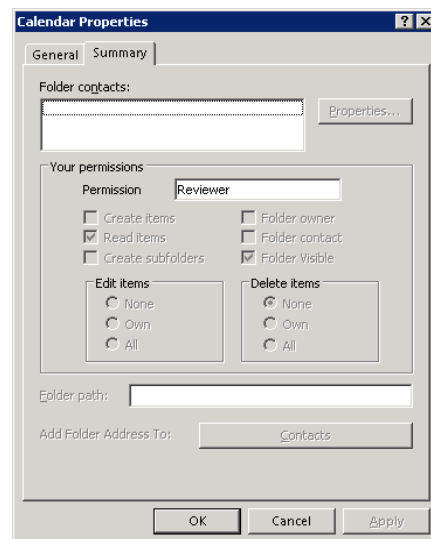 Calendar Properties
General Summary
Folder contacts:
Properties...
Your permissions
Permission Reviewer
Create items Folder owner
Read items Folder contact
Create subfolders Folder Visible
Edit items Delete items
None None
Own Own
All All
Folder path:
Add Folder Address To: Contacts
OK Cancel Apply